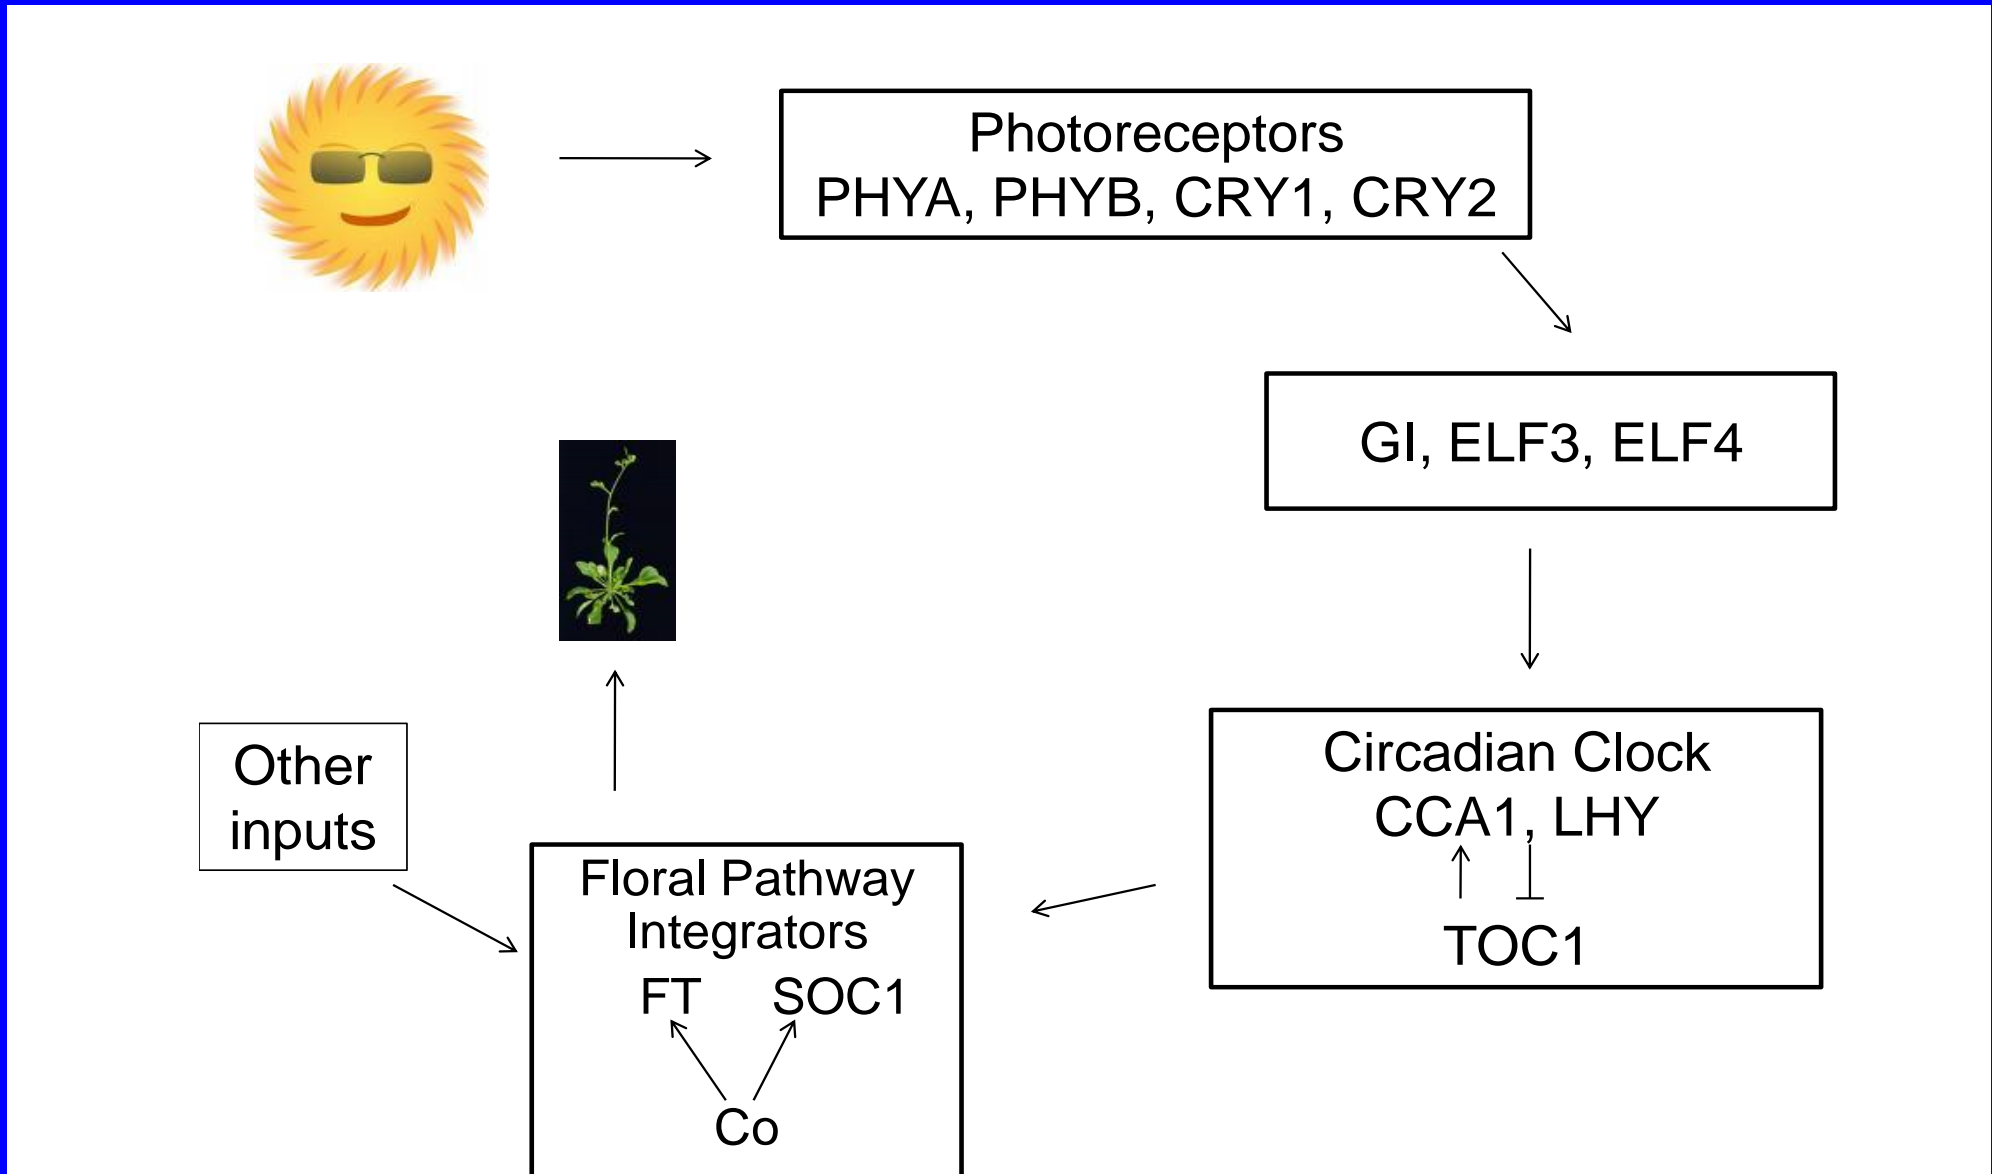 Photoreceptors
PHYA, PHYB, CRY1, CRY2
GI, ELF3, ELF4
Circadian Clock
CCA1, LHY
TOC1
Other
inputs
Floral Pathway
Integrators
FT SOC1
Co